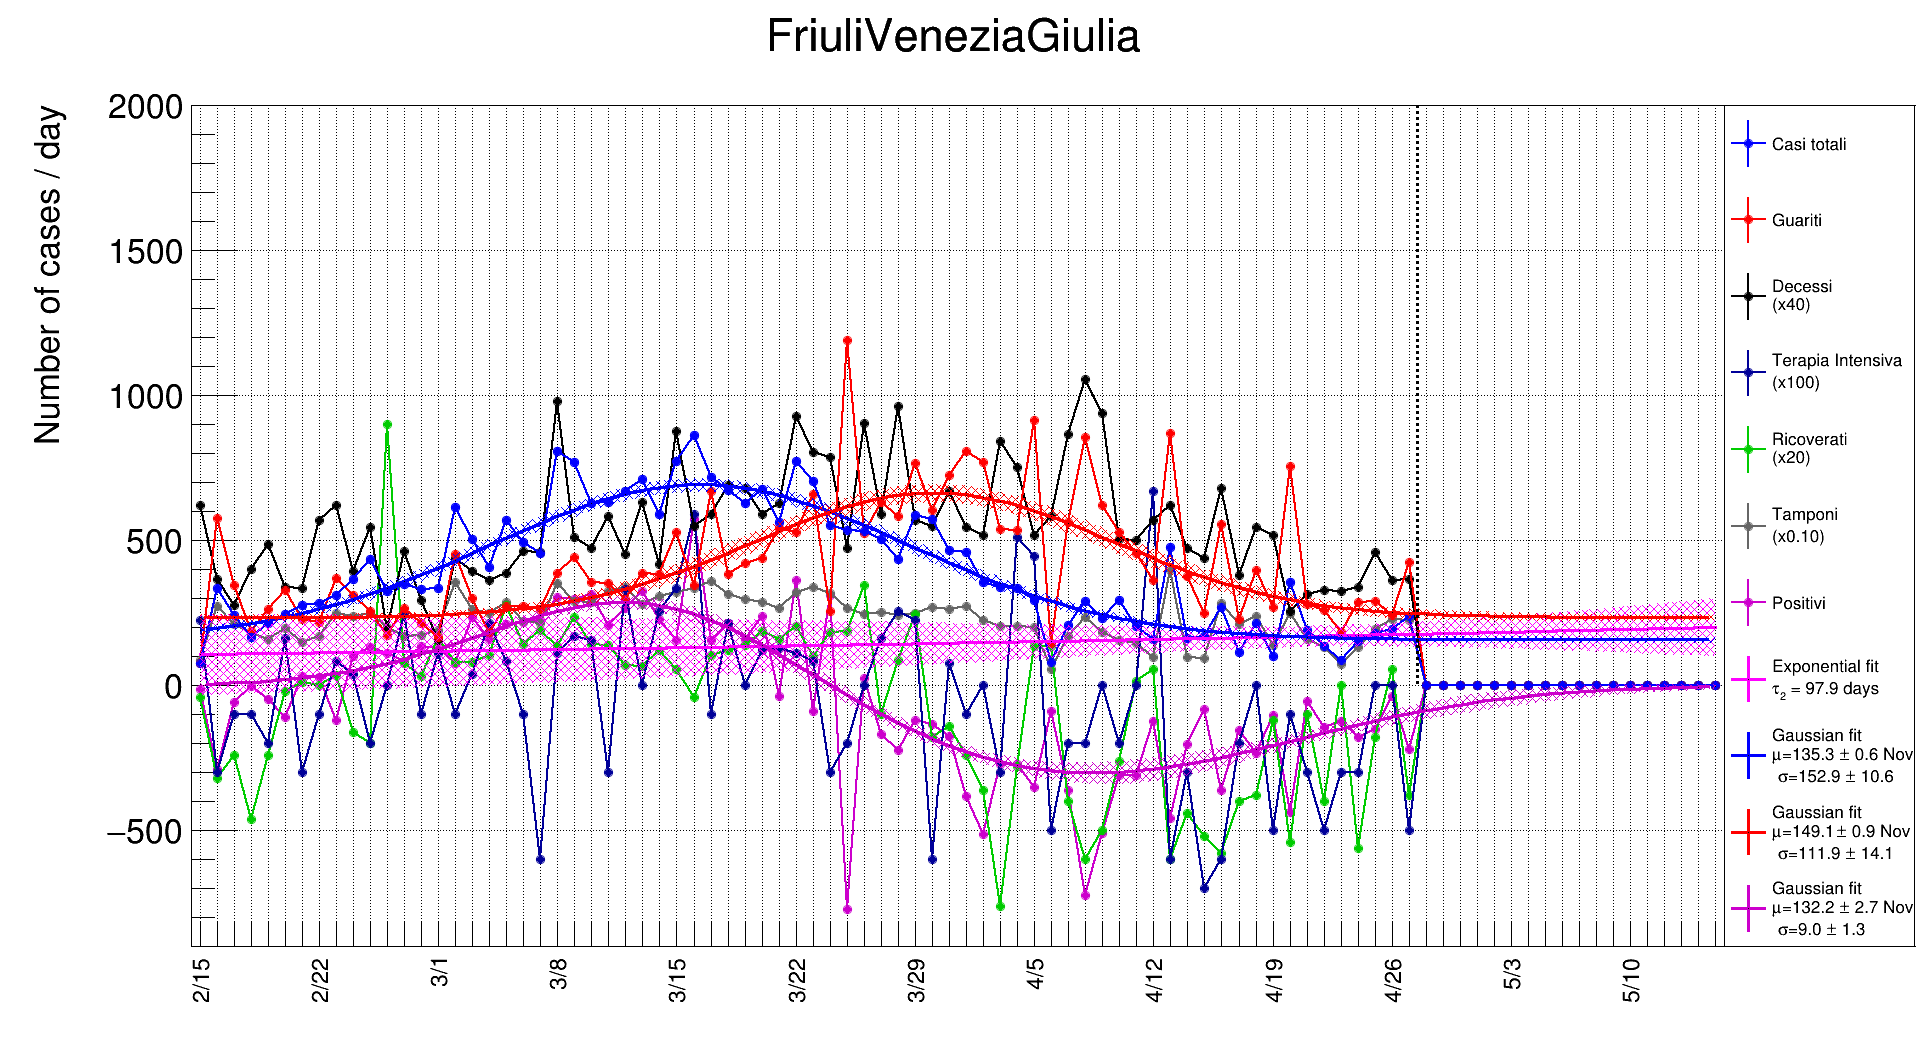 FriuliVeneziaGiulia
Number of cases / day
2000
1500
1000
500
0
−500
2/15
2/22
3/1
3/8
3/15
3/22
3/29
4/5
4/12
4/19
4/26
5/3
5/10
Casi totali
Guariti
Decessi
(x40)
Terapia Intensiva
(x100)
Ricoverati
(x20)
Tamponi
(x0.10)
Positivi
Exponential fit
τ2 = 97.9 days
Gaussian fit
μ=135.3 ± 0.6 Nov
σ=152.9 ± 10.6
Gaussian fit
μ=149.1 ± 0.9 Nov
σ=111.9 ± 14.1
Gaussian fit
μ=132.2 ± 2.7 Nov
σ=9.0 ± 1.3